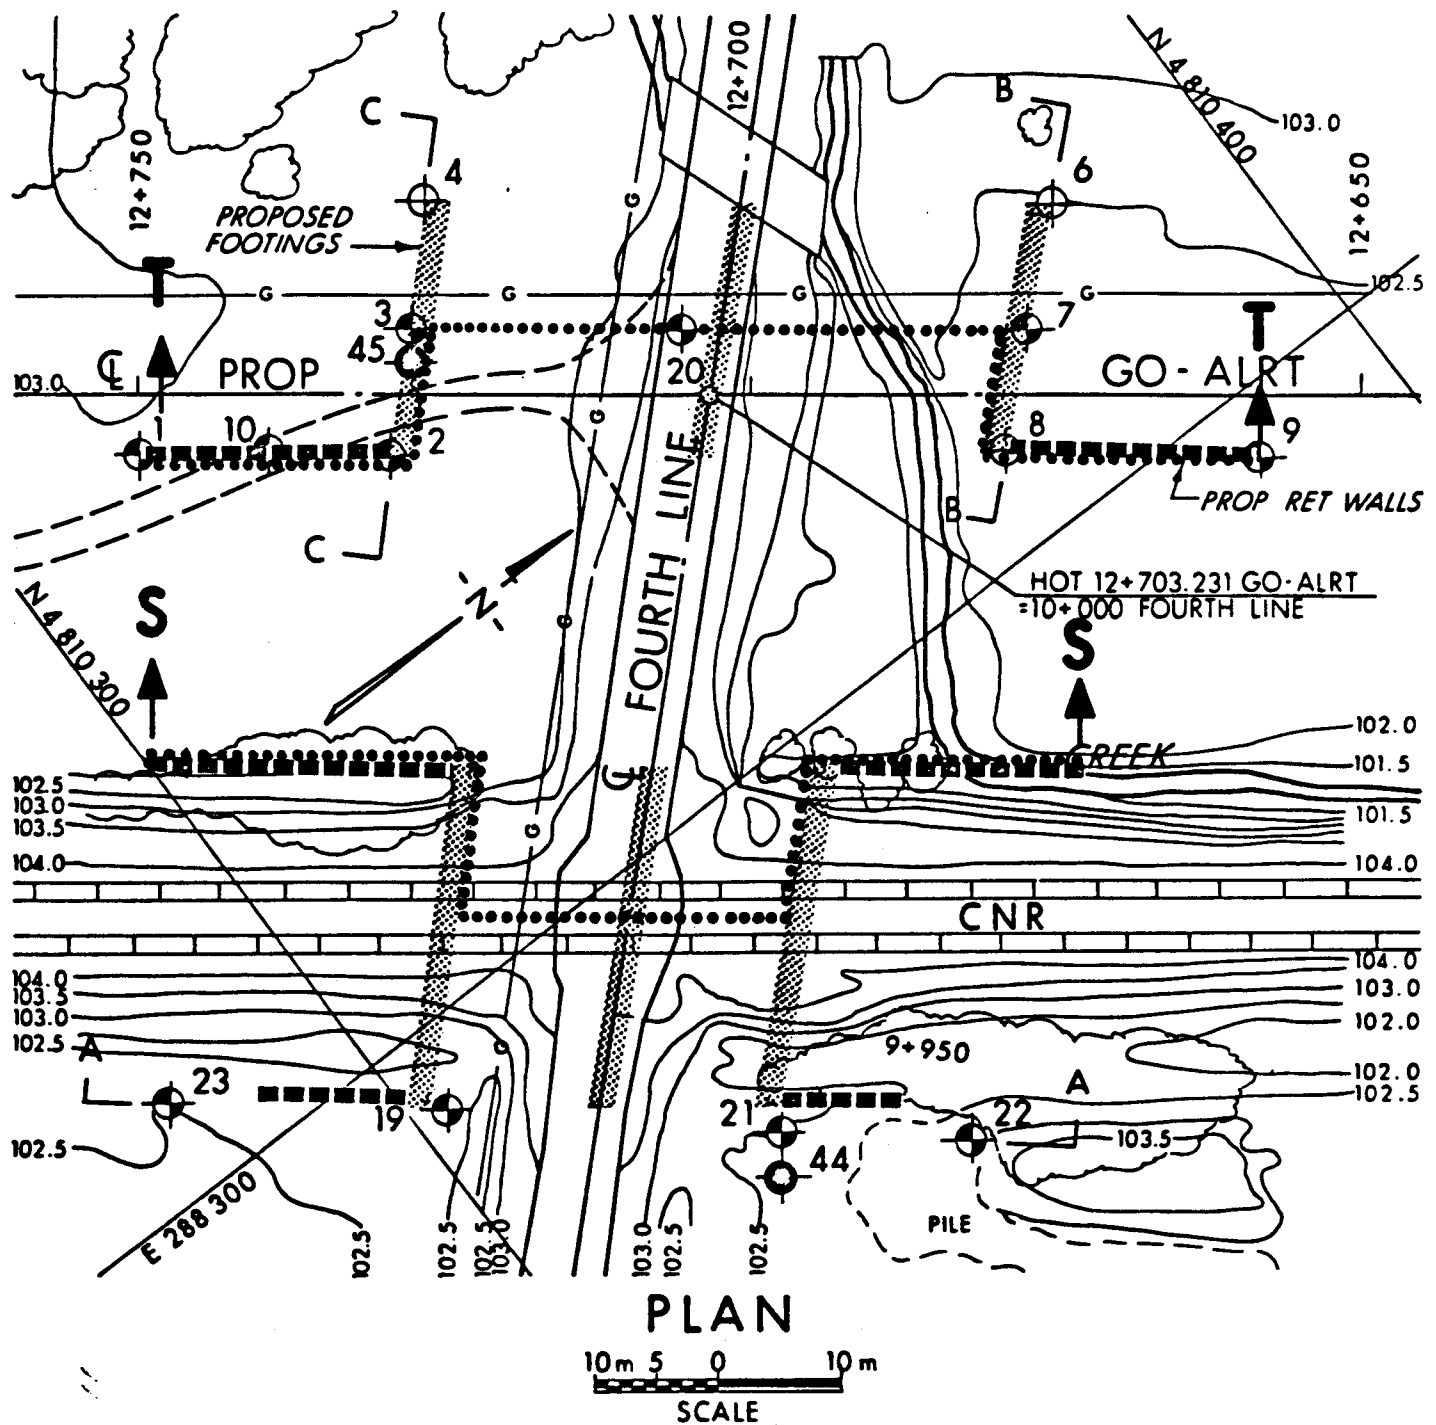 12+700
N 4 810 400
C
B
103.0
12+750
4
6
12+650
PROPOSED
FOOTINGS
G
T
G
G
G
G
102.5
3
7
T
45
20
℄
PROP
GO-ALRT
103.0
1
10
2
G
8
9
B
PROP RET WALLS
C
FOURTH LINE
℄
-N-
HOT 12+703.231 GO-ALRT
=10+000 FOURTH LINE
N 4 810 300
S
G
S
102.0
CREEK
101.5
102.5
103.0
103.5
G
101.5
104.0
104.0
CNR
104.0
103.5
103.0
102.5
104.0
103.0
102.0
A
G
9+950
A
102.0
102.5
23
19
21
22
103.5
102.5
44
E 288 300
PILE
102.5
102.5
102.5
103.0
103.0
102.5
102.5
PLAN
10m 5 0 10m
SCALE